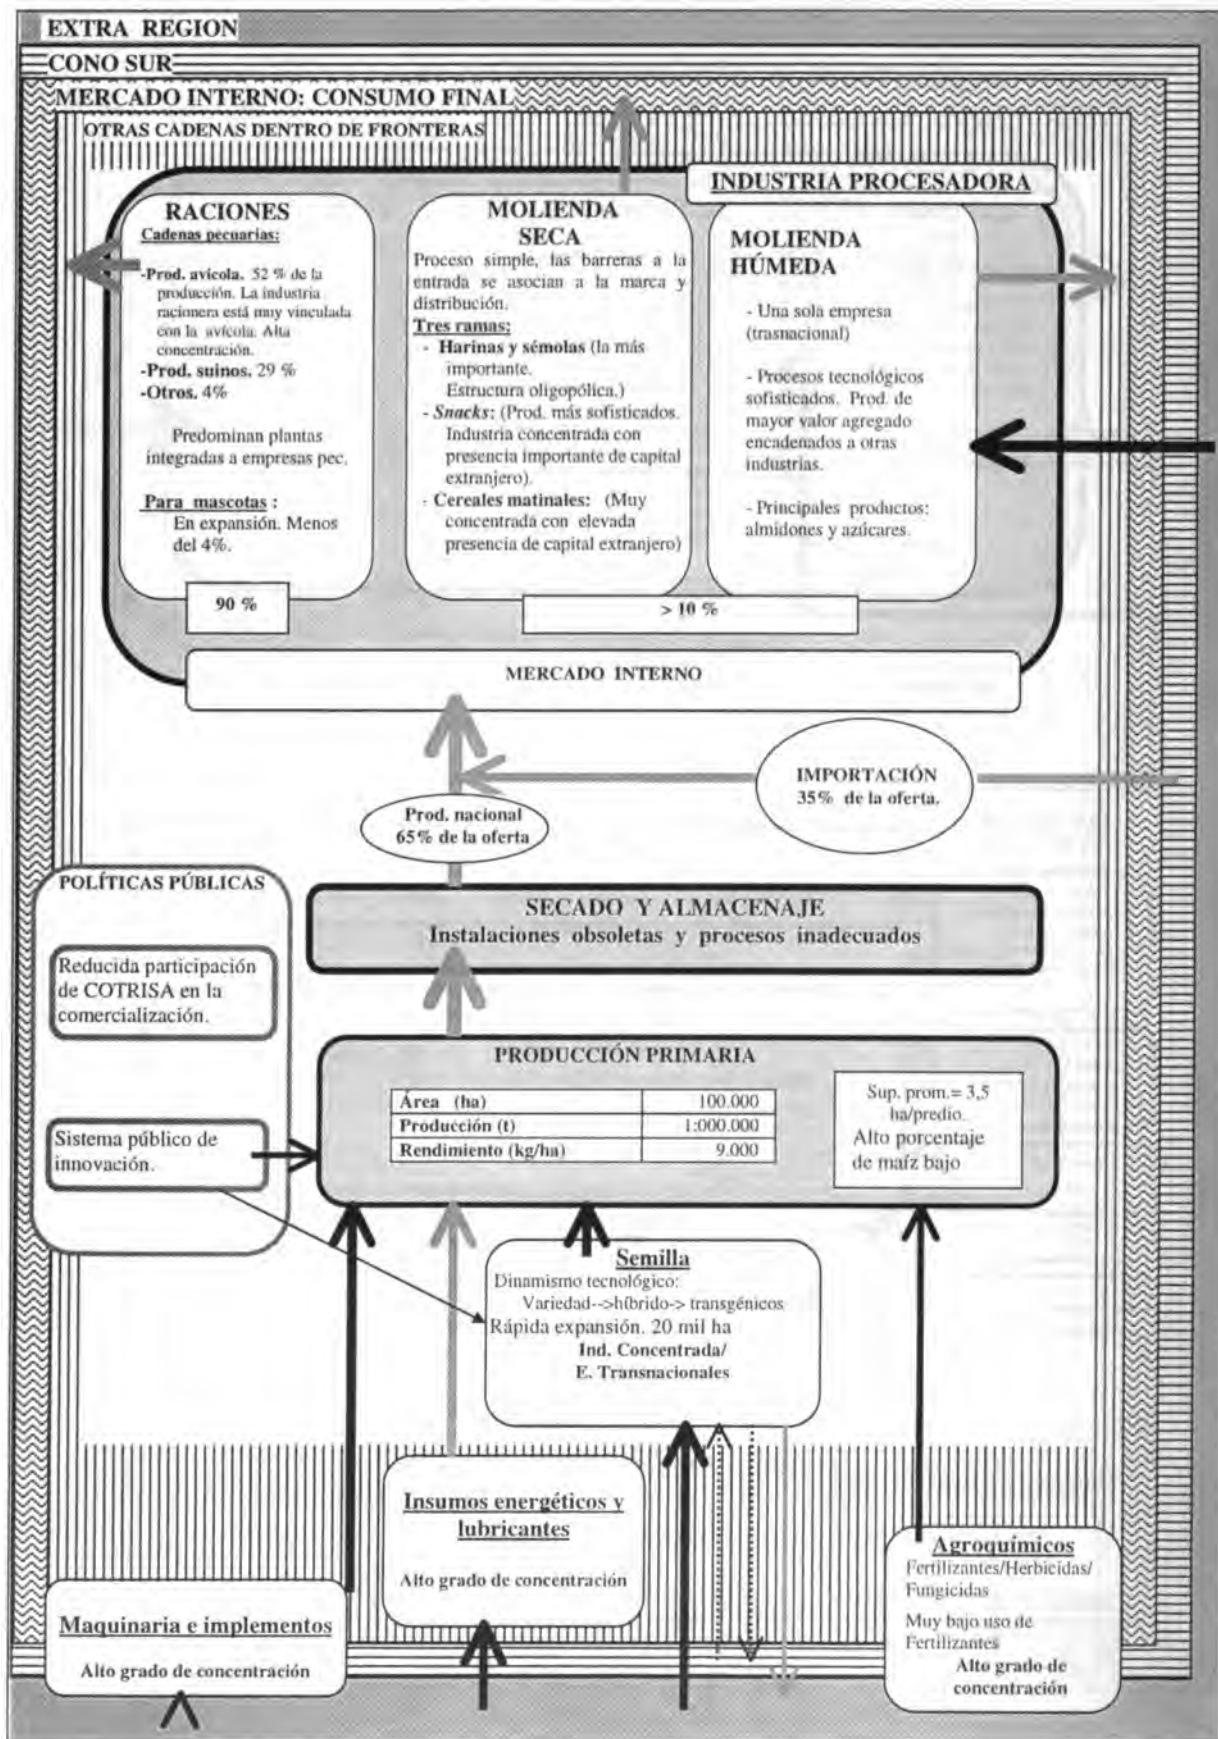 EXTRA REGION
CONO SUR
MERCADO INTERNO: CONSUMO FINAL
OTRAS CADENAS DENTRO DE FRONTERAS
INDUSTRIA PROCESADORA
RACIONES
Cadenas pecuarias:
-Prod. avícola. 52 % de la
producción. La industria
racionera está muy vinculada
con la avícola. Alta
concentración.
-Prod. suinos. 29 %
-Otros. 4%
Predominan plantas
integradas a empresas pec.
Para mascotas :
En expansión. Menos
del 4%.
90 %
MOLIENDA
SECA
Proceso simple, las barreras a la
entrada se asocian a la marca y
distribución.
Tres ramas:
- Harinas y sémolas (la más
importante.
Estructura oligopólica.)
- Snacks: (Prod. más sofisticados.
Industria concentrada con
presencia importante de capital
extranjero).
- Cereales matinales: (Muy
concentrada con elevada
presencia de capital extranjero)
MOLIENDA
HÚMEDA
- Una sola empresa
(trasnacional)
- Procesos tecnológicos
sofisticados. Prod. de
mayor valor agregado
encadenados a otras
industrias.
- Principales productos:
almidones y azúcares.
> 10 %
MERCADO INTERNO
IMPORTACIÓN
35% de la oferta.
Prod. nacional
65% de la oferta
POLÍTICAS PÚBLICAS
Reducida participación
de COTRISA en la
comercialización.
Sistema público de
innovación.
SECADO Y ALMACENAJE
Instalaciones obsoletas y procesos inadecuados
PRODUCCIÓN PRIMARIA
Área (ha) 100.000
Producción (t) 1:000.000
Rendimiento (kg/ha) 9.000
Sup. prom.= 3,5
ha/predio.
Alto porcentaje
de maíz bajo
Semilla
Dinamismo tecnológico:
Variedad-->híbrido-> transgénicos
Rápida expansión. 20 mil ha
Ind. Concentrada/
E. Transnacionales
Insumos energéticos y
lubricantes
Alto grado de concentración
Maquinaria e implementos
Alto grado de concentración
Agroquímicos
Fertilizantes/Herbicidas/
Fungicidas
Muy bajo uso de
Fertilizantes
Alto grado de
concentración